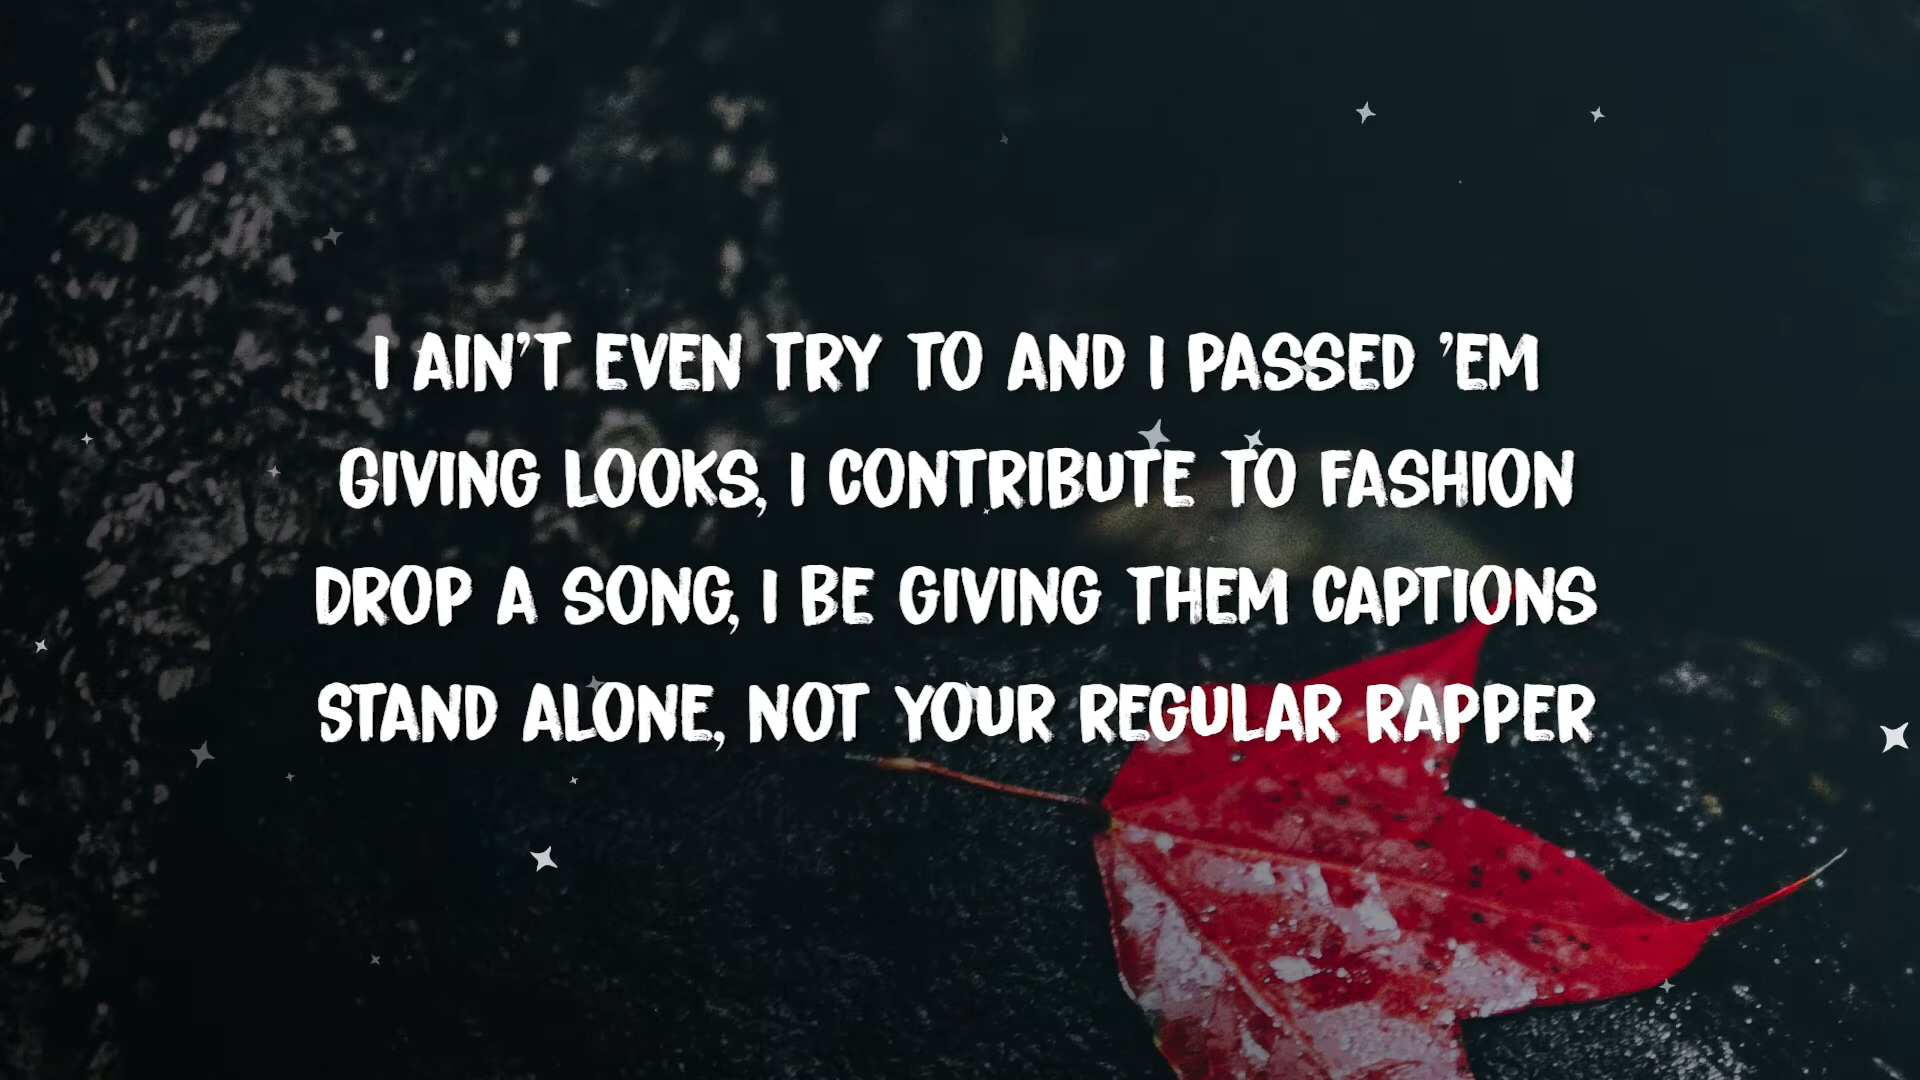 I AIN'T EVEN TRY TO AND I PASSED 'EM
GIVING LOOKS, I CONTRIBUTE TO FASHION
DROP A SONG, I BE GIVING THEM CAPTIONS
STAND ALONE, NOT YOUR REGULAR RAPPER